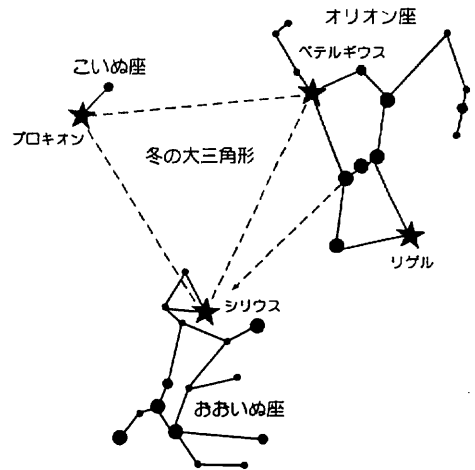 オリオン座
ベテルギウス
こいぬ座
プロキオン
冬の大三角形
リゲル
シリウス
おおいぬ座